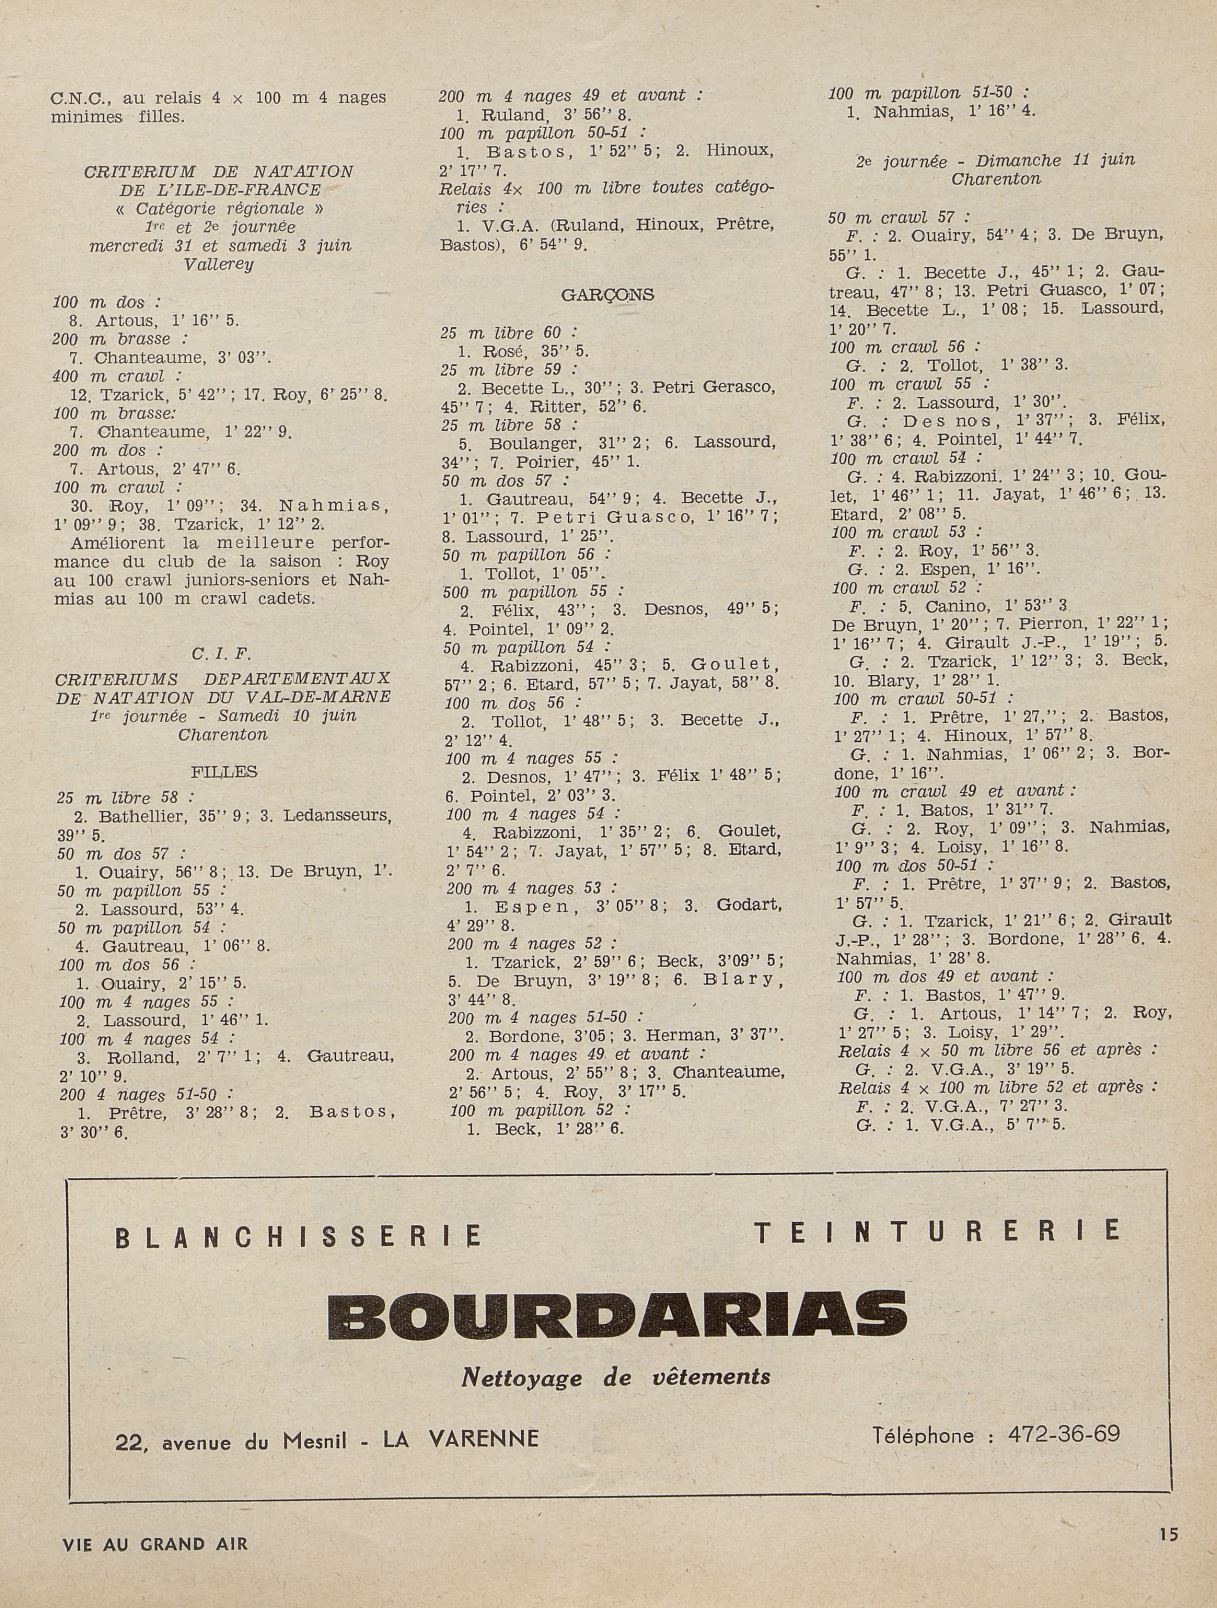 C.N.C., au relais 4 x 100 m 4 nages
minimes filles.
CRITERIUM DE NATATION
DE L'ILE-DE-FRANCE
« Catégorie régionale »
1re et 2e journée
mercredi 31 et samedi 3 juin
Vallerey
100 m dos :
8. Artous, 1' 16'' 5.
200 m brasse :
7. Chanteaume, 3' 03''.
400 m crawl :
12. Tzarick, 5' 42'' ; 17. Roy, 6' 25'' 8.
100 m brasse:
7. Chanteaume, 1' 22'' 9.
200 m dos :
7. Artous, 2' 47'' 6.
100 m crawl :
30. Roy, 1' 09'' ; 34. Nahmias,
1' 09'' 9 ; 38. Tzarick, 1' 12'' 2.
Améliorent la meilleure perfor-
mance du club de la saison : Roy
au 100 crawl juniors-seniors et Nah-
mias au 100 m crawl cadets.
C. I. F.
CRITERIUMS DEPARTEMENTAUX
DE NATATION DU VAL-DE-MARNE
1re journée - Samedi 10 juin
Charenton
FILLES
25 m libre 58 :
2. Bathellier, 35'' 9 ; 3. Ledansseurs,
39'' 5.
50 m dos 57 :
1. Ouairy, 56'' 8 ; 13. De Bruyn, 1'.
50 m papillon 55 :
2. Lassourd, 53'' 4.
50 m papillon 54 :
4. Gautreau, 1' 06'' 8.
100 m dos 56 :
1. Ouairy, 2' 15'' 5.
100 m 4 nages 55 :
2. Lassourd, 1' 46'' 1.
100 m 4 nages 54 :
3. Rolland, 2' 7'' 1 ; 4. Gautreau,
2' 10'' 9.
200 4 nages 51-50 :
1. Prêtre, 3' 28'' 8 ; 2. Bastos,
3' 30'' 6.
200 m 4 nages 49 et avant :
1. Ruland, 3' 56'' 8.
100 m papillon 50-51 :
1. Bastos, 1' 52'' 5 ; 2. Hinoux,
2' 17'' 7.
Relais 4x 100 m libre toutes catégo-
ries :
1. V.G.A. (Ruland, Hinoux, Prêtre,
Bastos), 6' 54'' 9.
GARÇONS
25 m libre 60 :
1. Rosé, 35'' 5.
25 m libre 59 :
2. Becette L., 30'' ; 3. Petri Gerasco,
45'' 7 ; 4. Ritter, 52'' 6.
25 m libre 58 :
5. Boulanger, 31'' 2 ; 6. Lassourd,
34'' ; 7. Poirier, 45'' 1.
50 m dos 57 :
1. Gautreau, 54'' 9 ; 4. Becette J.,
1' 01'' ; 7. Petri Guasco, 1' 16'' 7 ;
8. Lassourd, 1' 25''.
50 m papillon 56 :
1. Tollot, 1' 05''.
500 m papillon 55 :
2. Félix, 43'' ; 3. Desnos, 49'' 5 ;
4. Pointel, 1' 09'' 2.
50 m papillon 54 :
4. Rabizzoni, 45'' 3 ; 5. Goulet,
57'' 2 ; 6. Etard, 57'' 5 ; 7. Jayat, 58'' 8.
100 m dos 56 :
2. Tollot, 1' 48'' 5 ; 3. Becette J.,
2' 12'' 4.
100 m 4 nages 55 :
2. Desnos, 1' 47'' ; 3. Félix 1' 48'' 5 ;
6. Pointel, 2' 03'' 3.
100 m 4 nages 54 :
4. Rabizzoni, 1' 35'' 2 ; 6. Goulet,
1' 54'' 2 ; 7. Jayat, 1' 57'' 5 ; 8. Etard,
2' 7'' 6.
200 m 4 nages 53 :
1. Espen, 3' 05'' 8 ; 3. Godart,
4' 29'' 8.
200 m 4 nages 52 :
1. Tzarick, 2' 59'' 6 ; Beck, 3'09'' 5 ;
5. De Bruyn, 3' 19'' 8 ; 6. Blary,
3' 44'' 8.
200 m 4 nages 51-50 :
2. Bordone, 3'05 ; 3. Herman, 3' 37''.
200 m 4 nages 49 et avant :
2. Artous, 2' 55'' 8 ; 3. Chanteaume,
2' 56'' 5 ; 4. Roy, 3' 17'' 5.
100 m papillon 52 :
1. Beck, 1' 28'' 6.
100 m papillon 51-50 :
1. Nahmias, 1' 16'' 4.
2e journée - Dimanche 11 juin
Charenton
50 m crawl 57 :
F. : 2. Ouairy, 54'' 4 ; 3. De Bruyn,
55'' 1.
G. : 1. Becette J., 45'' 1 ; 2. Gau-
treau, 47'' 8 ; 13. Petri Guasco, 1' 07 ;
14. Becette L., 1' 08 ; 15. Lassourd,
1' 20'' 7.
100 m crawl 56 :
G. : 2. Tollot, 1' 38'' 3.
100 m crawl 55 :
F. : 2. Lassourd, 1' 30''.
G. : Desnos, 1' 37'' ; 3. Félix,
1' 38'' 6 ; 4. Pointel, 1' 44'' 7.
100 m crawl 54 :
G. : 4. Rabizzoni. 1' 24'' 3 ; 10. Gou-
let, 1' 46'' 1 ; 11. Jayat, 1' 46'' 6 ; 13.
Etard, 2' 08'' 5.
100 m crawl 53 :
F. : 2. Roy, 1' 56'' 3.
G. : 2. Espen, 1' 16''.
100 m crawl 52 :
F. : 5. Canino, 1' 53'' 3
De Bruyn, 1' 20'' ; 7. Pierron, 1' 22'' 1 ;
1' 16'' 7 ; 4. Girault J.-P., 1' 19'' ; 5.
G. : 2. Tzarick, 1' 12'' 3 ; 3. Beck,
10. Blary, 1' 28'' 1.
100 m crawl 50-51 :
F. : 1. Prêtre, 1' 27,'' ; 2. Bastos,
1' 27'' 1 ; 4. Hinoux, 1' 57'' 8.
G. : 1. Nahmias, 1' 06'' 2 ; 3. Bor-
done, 1' 16''.
100 m crawl 49 et avant :
F. : 1. Batos, 1' 31'' 7.
G. : 2. Roy, 1' 09'' ; 3. Nahmias,
1' 9'' 3 ; 4. Loisy, 1' 16'' 8.
100 m dos 50-51 :
F. : 1. Prêtre, 1' 37'' 9 ; 2. Bastos,
1' 57'' 5.
G. : 1. Tzarick, 1' 21'' 6 ; 2. Girault
J.-P., 1' 28'' ; 3. Bordone, 1' 28'' 6. 4.
Nahmias, 1' 28' 8.
100 m dos 49 et avant :
F. : 1. Bastos, 1' 47'' 9.
G. : 1. Artous, 1' 14'' 7 ; 2. Roy,
1' 27'' 5 ; 3. Loisy, 1' 29''.
Relais 4 x 50 m libre 56 et après :
G. : 2. V.G.A., 3' 19'' 5.
Relais 4 x 100 m libre 52 et après :
F. : 2. V.G.A., 7' 27'' 3.
G. : 1. V.G.A., 5' 7'' 5.
BLANCHISSERIE TEINTURERIE
BOURDARIAS
Nettoyage de vêtements
22, avenue du Mesnil - LA VARENNE Téléphone : 472-36-69
VIE AU GRAND AIR 15